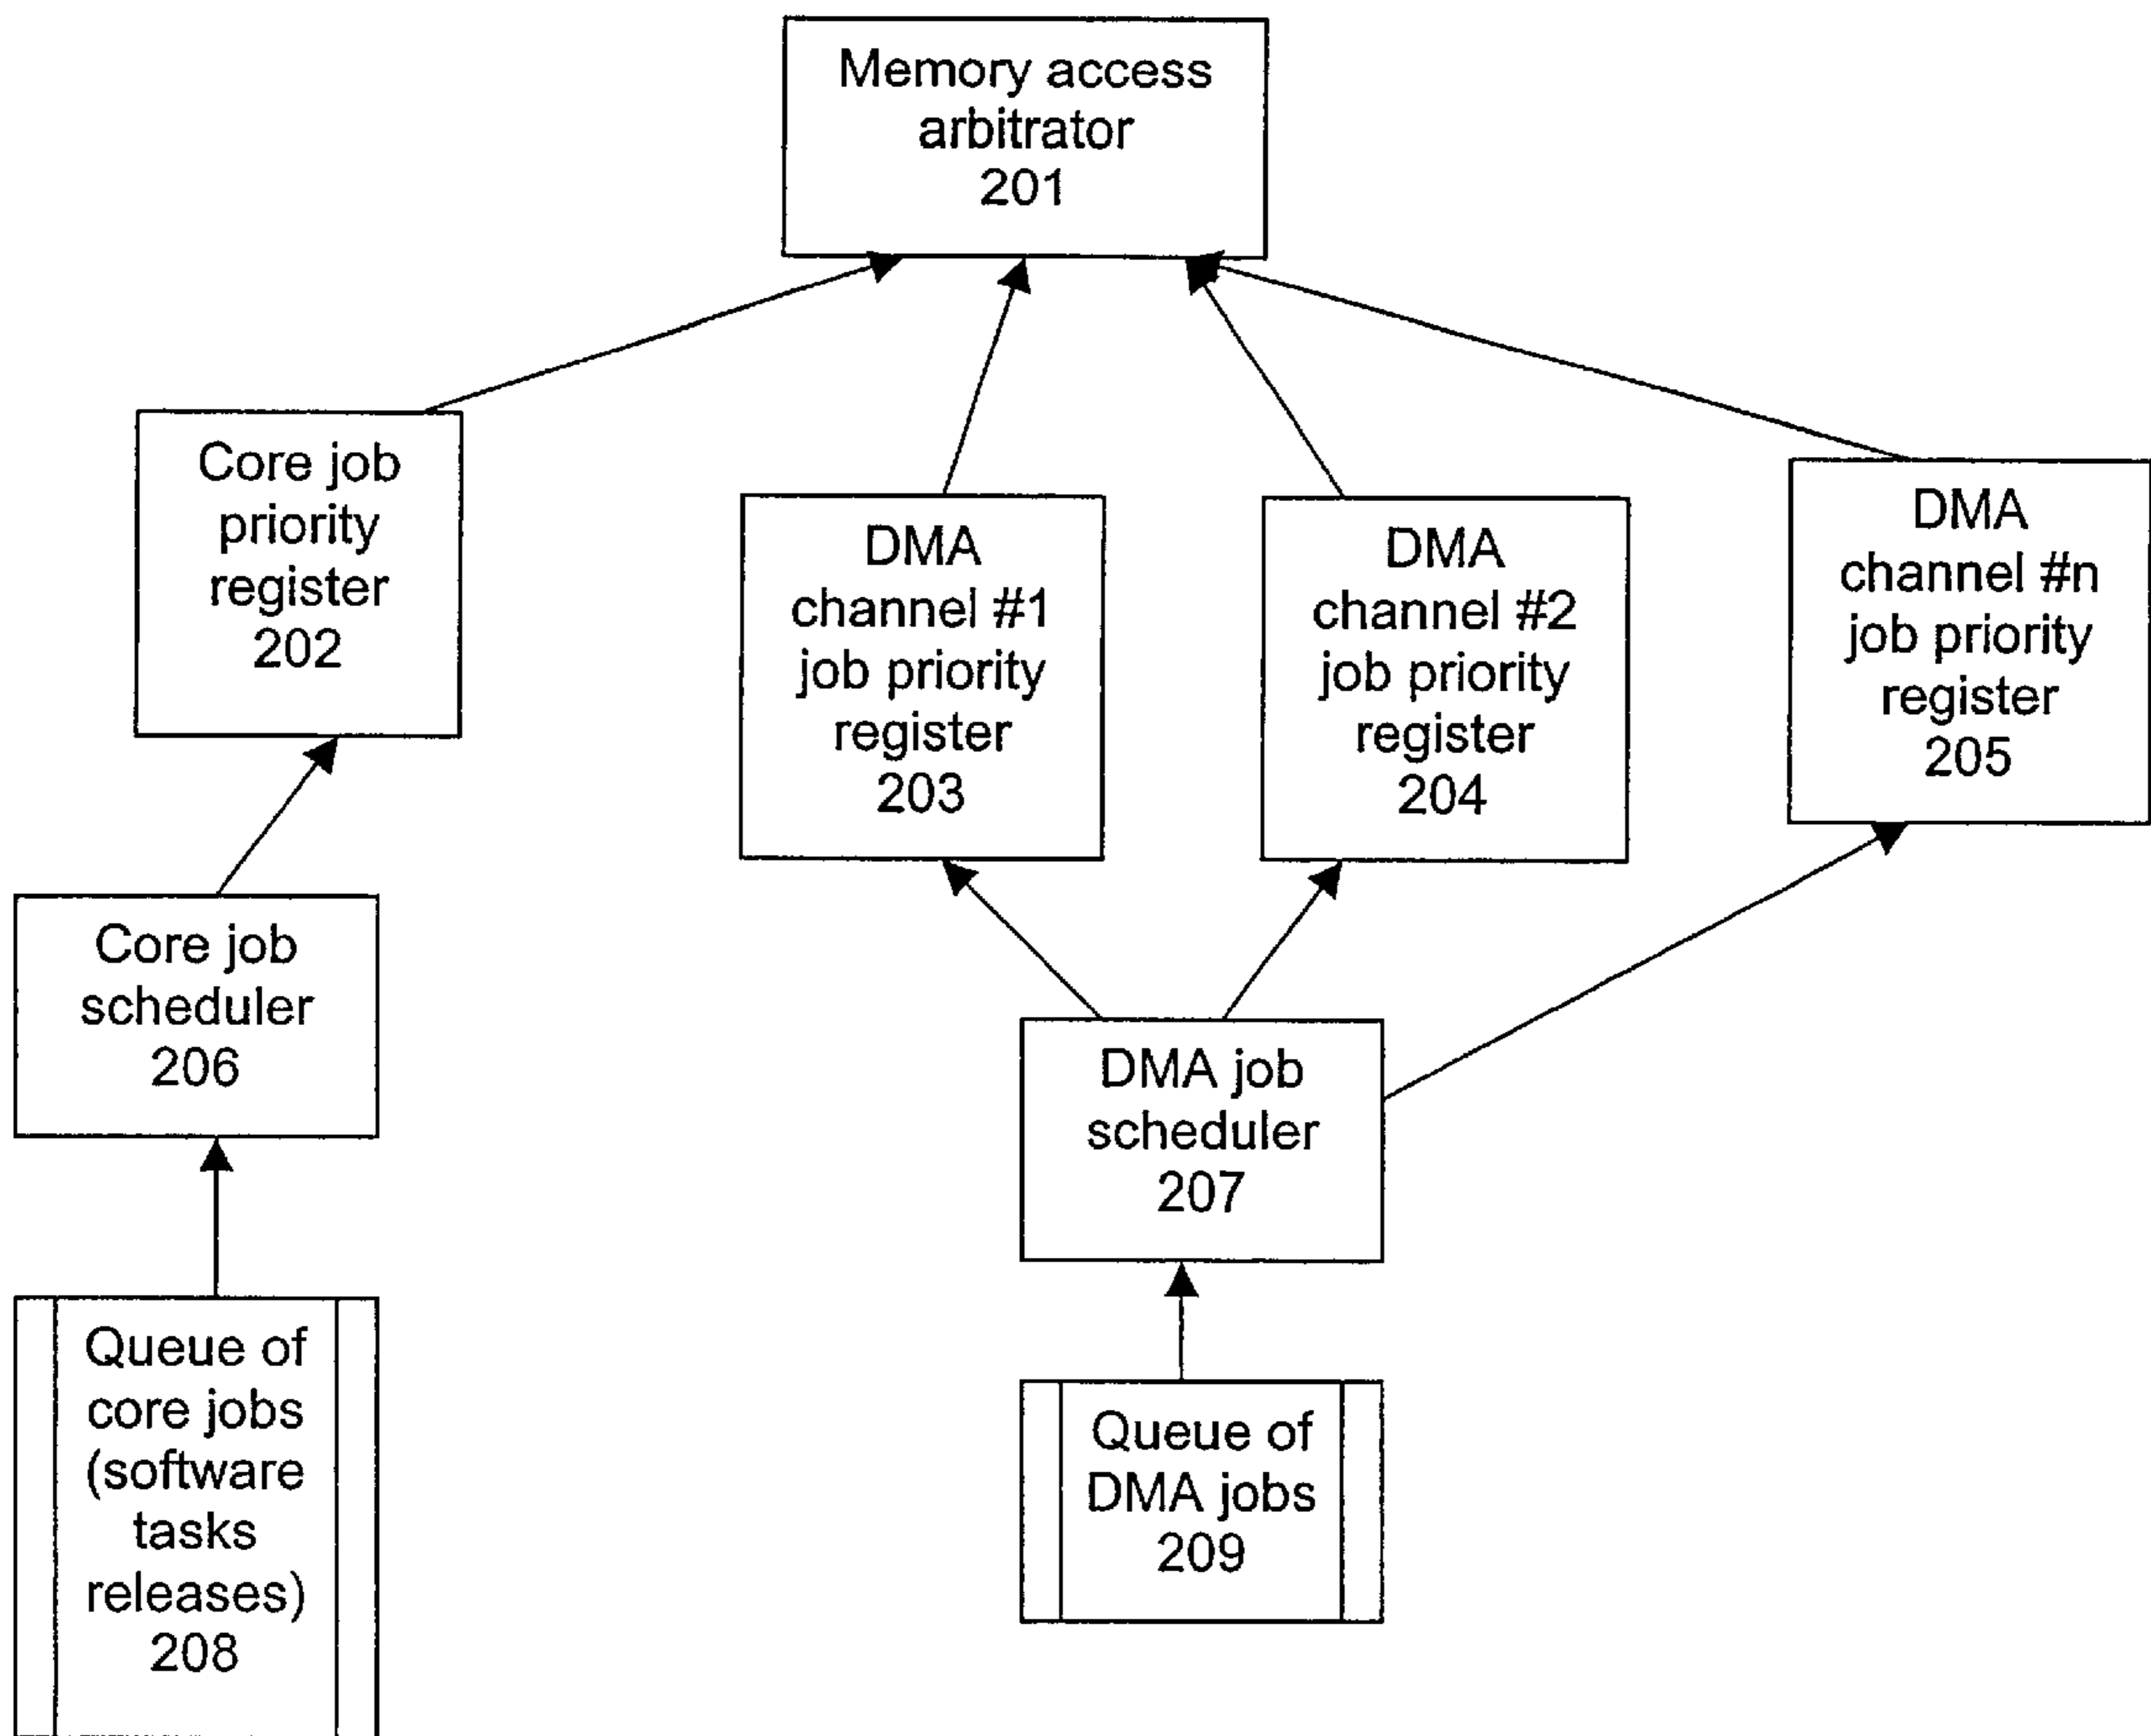 Memory access
arbitrator
201
Core job
priority
register
202
DMA
channel #1
job priority
register
203
DMA
channel #2
job priority
register
204
DMA
channel #n
job priority
register
205
Core job
scheduler
206
DMA job
scheduler
207
Queue of
core jobs
(software
tasks
releases)
208
Queue of
DMA jobs
209